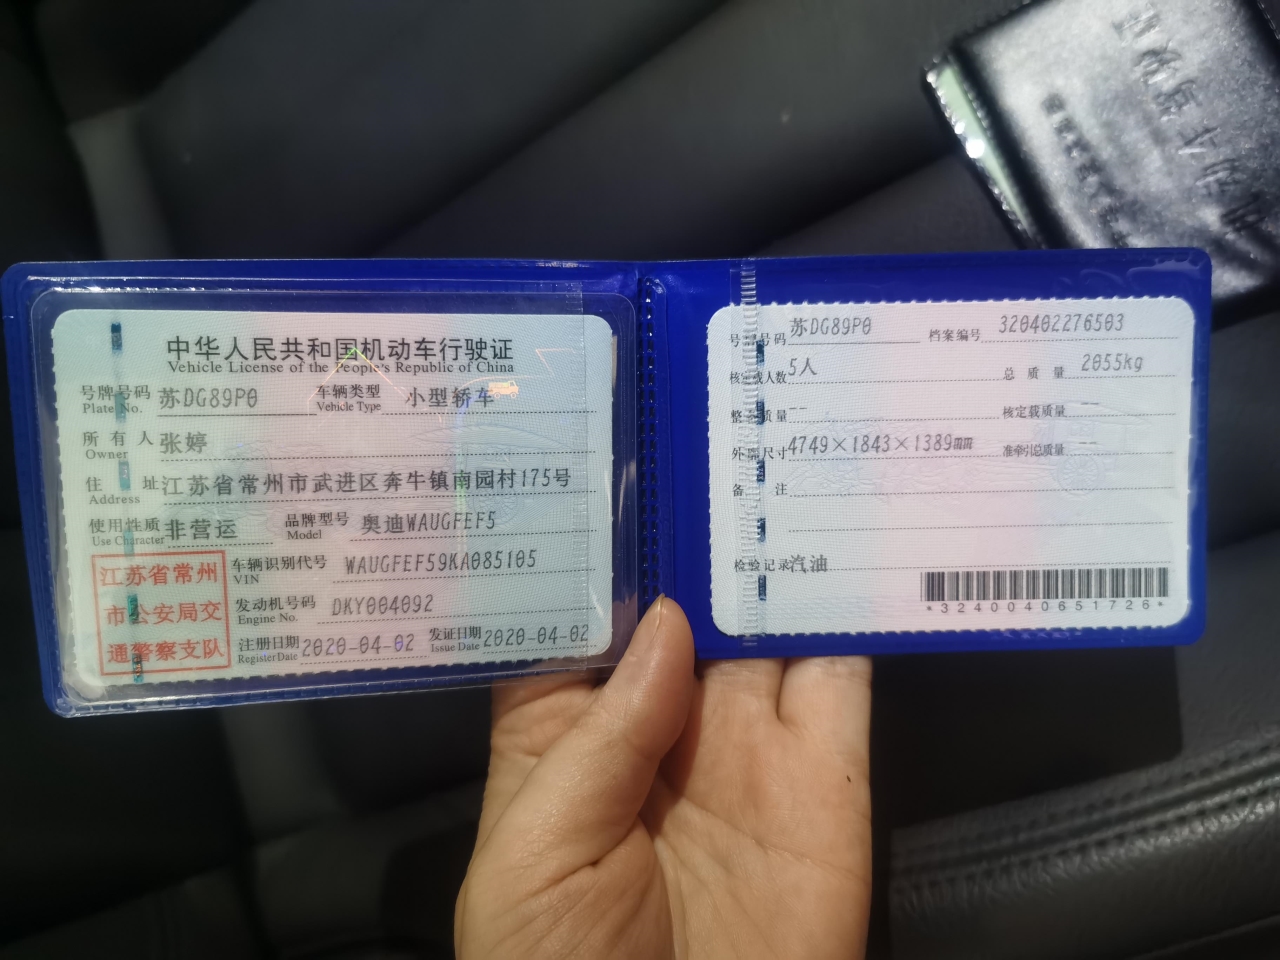 中华人民共和国机动车行驶证
Vehicle License of the People's Republic of China
号牌号码 苏DG89P0 车辆类型 小型轿车
Plate No. Vehicle Type
所有人 张婷
Owner
住址 江苏省常州市武进区奔牛镇南园村175号
Address
使用性质 非营运 品牌型号 奥迪WAUGFEF5
Use Character Model
江苏省常州
市公安局交
通警察支队
车辆识别代号 WAUGFEF59KA085105
VIN
发动机号码 DKY004092
Engine No.
注册日期 2020-04-02 发证日期 2020-04-02
Register Date Issue Date
号牌号码 苏DG89P0 档案编号 320402276503
核定载人数 5人 总质量 2055kg
整备质量 -- 核定载质量 --
外廓尺寸 4749×1843×1389mm 准牵引总质量 --
备注
检验记录 汽油
*3240040651726*